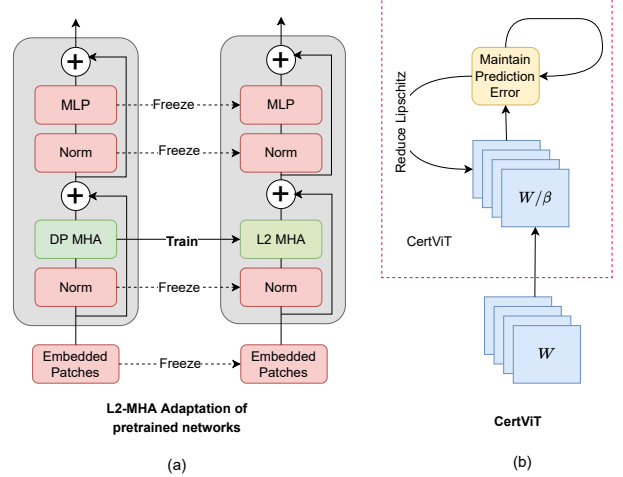 +
+
MLP
Freeze
MLP
Norm
Freeze
Norm
+
+
DP MHA
Train
L2 MHA
Norm
Freeze
Norm
Embedded
Patches
Freeze
Embedded
Patches
L2-MHA Adaptation of
pretrained networks
(a)
Maintain
Prediction
Error
Reduce Lipschitz
W/β
CertViT
W
CertViT
(b)